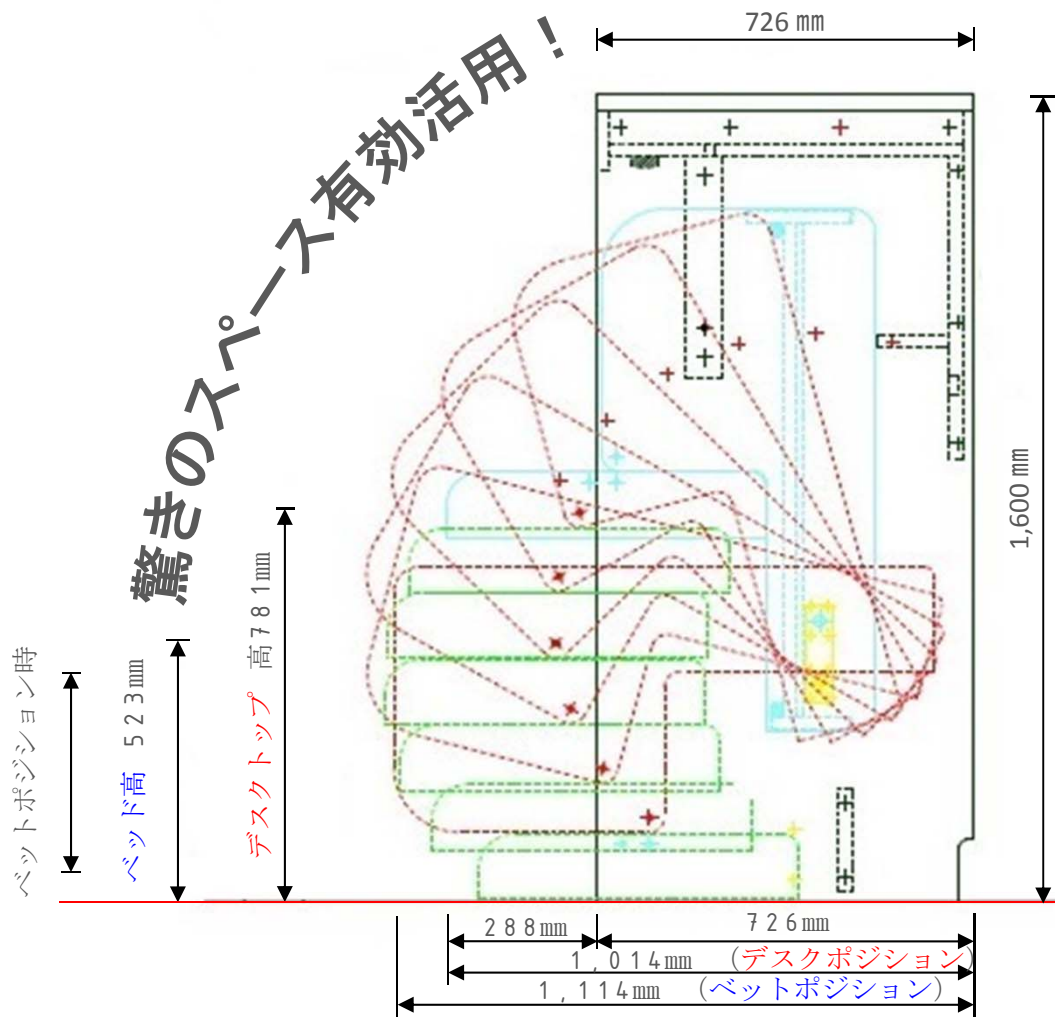 726㎜
驚きのスペース有効活用!
1,600㎜
デスクトップ 高781㎜
ベッド高 523㎜
ベットポジション時
288㎜
726㎜
1,014㎜ (デスクポジション)
1,114㎜ (ベットポジション)